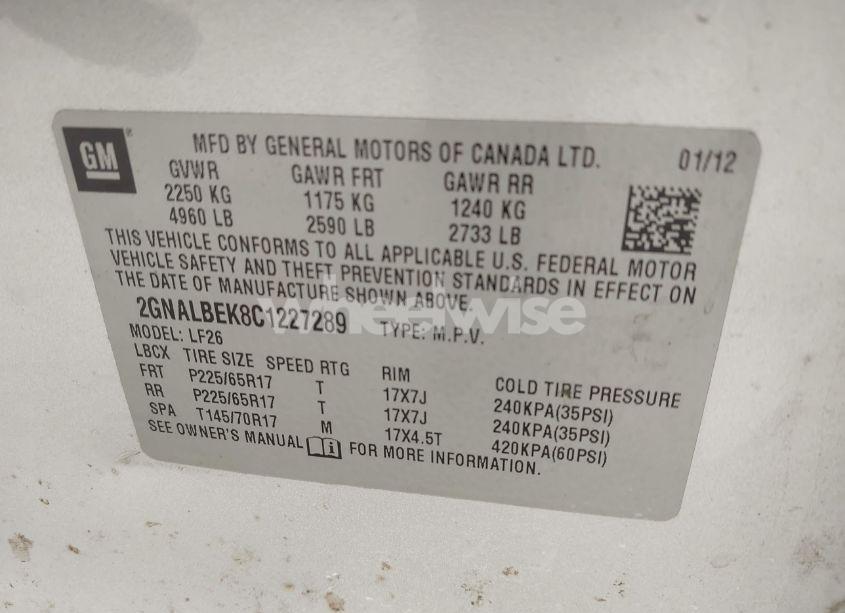 GM
MFD BY GENERAL MOTORS OF CANADA LTD. 01/12
GVWR GAWR FRT GAWR RR
2250 KG 1175 KG 1240 KG
4960 LB 2590 LB 2733 LB
THIS VEHICLE CONFORMS TO ALL APPLICABLE U.S. FEDERAL MOTOR
VEHICLE SAFETY AND THEFT PREVENTION STANDARDS IN EFFECT ON
THE DATE OF MANUFACTURE SHOWN ABOVE.
2GNALBEK8C1227289 TYPE: M.P.V.
wheelwise
MODEL: LF26
LBCX TIRE SIZE SPEED RTG RIM COLD TIRE PRESSURE
FRT P225/65R17 T 17X7J 240KPA(35PSI)
RR P225/65R17 T 17X7J 240KPA(35PSI)
SPA T145/70R17 M 17X4.5T 420KPA(60PSI)
SEE OWNER'S MANUAL FOR MORE INFORMATION.